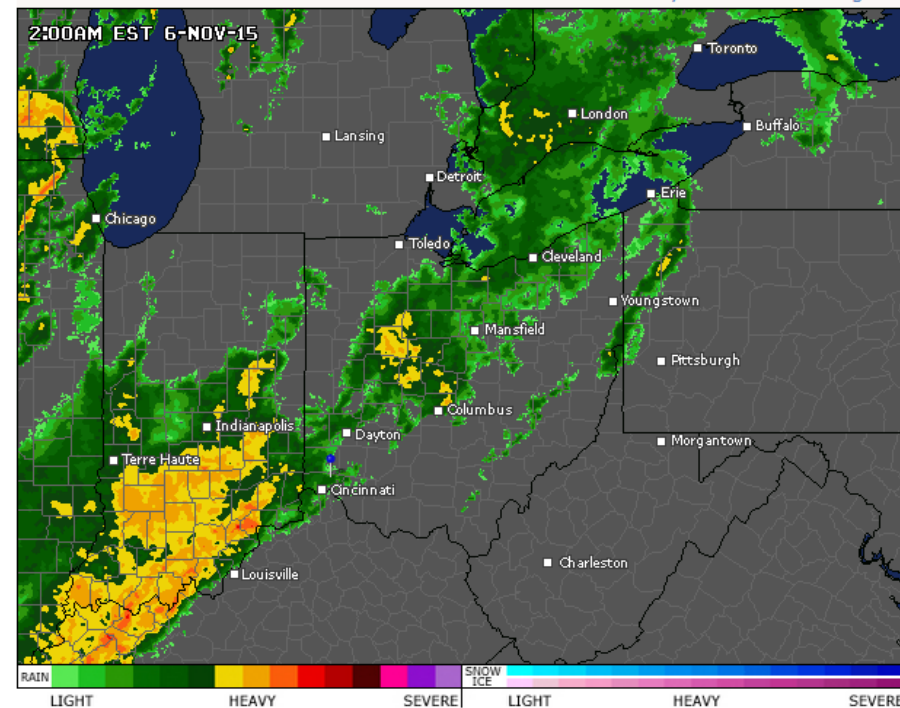 2:00AM EST 6-NOV-15
Toronto
London
Buffalo
Lansing
Detroit
Erie
Chicago
Toledo
Cleveland
Youngstown
Mansfield
Pittsburgh
Columbus
Indianapolis
Dayton
Morgantown
Terre Haute
Cincinnati
Charleston
Louisville
RAIN
LIGHT HEAVY SEVERE
SNOW
ICE
LIGHT HEAVY SEVERE